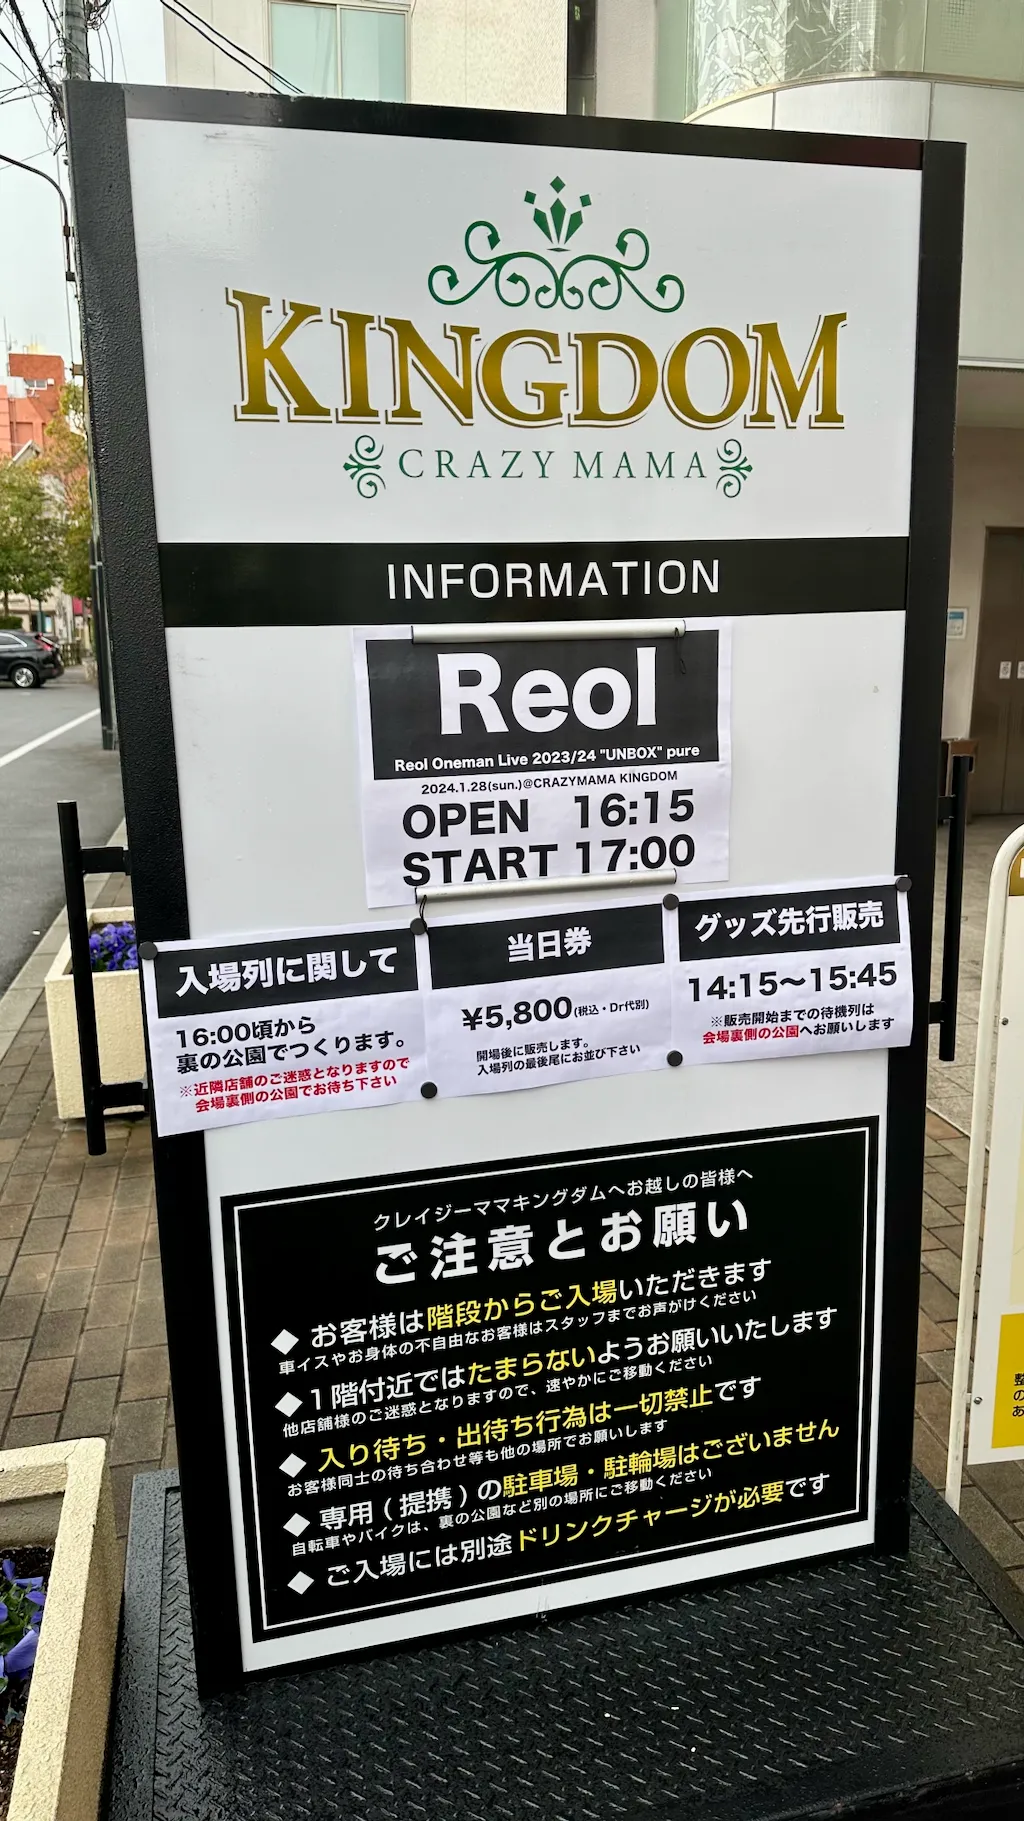 KINGDOM
CRAZY MAMA
INFORMATION
Reol
Reol Oneman Live 2023/24 "UNBOX" pure
2024.1.28(sun.)@CRAZYMAMA KINGDOM
OPEN 16:15
START 17:00
入場列に関して
16:00頃から
裏の公園でつくります。
※近隣店舗のご迷惑となりますので
会場裏側の公園でお待ち下さい
当日券
¥5,800(税込・Dr代別)
開場後に販売します。
入場列の最後尾にお並び下さい
グッズ先行販売
14:15〜15:45
※販売開始までの待機列は
会場裏側の公園へお願いします
クレイジーママキングダムへお越しの皆様へ
ご注意とお願い
◆ お客様は階段からご入場いただきます
車イスやお身体の不自由なお客様はスタッフまでお声がけください
◆ 1階付近ではたまらないようお願いいたします
他店舗様のご迷惑となりますので、速やかにご移動ください
◆ 入り待ち・出待ち行為は一切禁止です
お客様同士の待ち合わせ等も他の場所でお願いします
◆ 専用(提携)の駐車場・駐輪場はございません
自転車やバイクは、裏の公園など別の場所にご移動ください
◆ ご入場には別途ドリンクチャージが必要です
整
の
あ